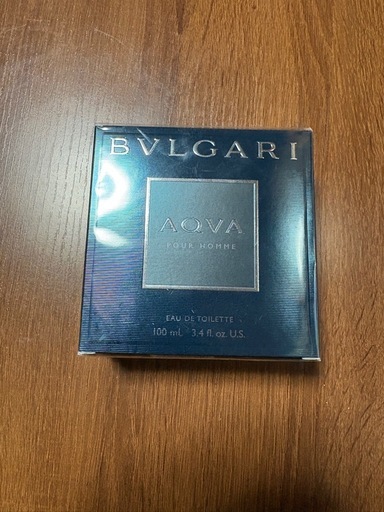 BVLGARI
AQVA
POUR HOMME
EAU DE TOILETTE
100 mL 3.4 fl. oz. U.S.